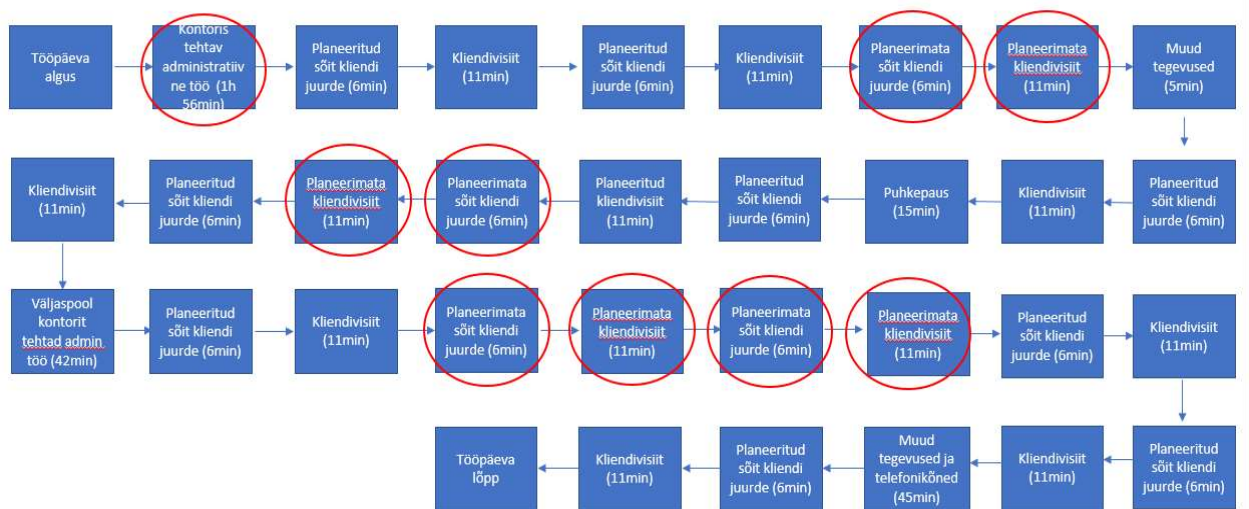 Tööpäeva
algus
Kontoris
tehtav
administratiiv
ne töö (1h
56min)
Planeeritud
sõit kliendi
juurde (6min)
Kliendivisiit
(11min)
Planeeritud
sõit kliendi
juurde (6min)
Kliendivisiit
(11min)
Planeerimata
sõit kliendi
juurde (6min)
Planeerimata
kliendivisiit
(11min)
Muud
tegevused
(5min)
Planeeritud
sõit kliendi
juurde (6min)
Kliendivisiit
(11min)
Puhkepaus
(15min)
Planeeritud
sõit kliendi
juurde (6min)
Planeeritud
kliendivisiit
(11min)
Planeerimata
sõit kliendi
juurde (6min)
Planeerimata
kliendivisiit
(11min)
Planeeritud
sõit kliendi
juurde (6min)
Kliendivisiit
(11min)
Väljaspool
kontorit
tehtad admin
töö (42min)
Planeeritud
sõit kliendi
juurde (6min)
Kliendivisiit
(11min)
Planeerimata
sõit kliendi
juurde (6min)
Planeerimata
kliendivisiit
(11min)
Planeerimata
sõit kliendi
juurde (6min)
Planeerimata
kliendivisiit
(11min)
Planeeritud
sõit kliendi
juurde (6min)
Kliendivisiit
(11min)
Planeeritud
sõit kliendi
juurde (6min)
Kliendivisiit
(11min)
Muud
tegevused ja
telefonikõned
(45min)
Planeeritud
sõit kliendi
juurde (6min)
Kliendivisiit
(11min)
Tööpäeva
lõpp